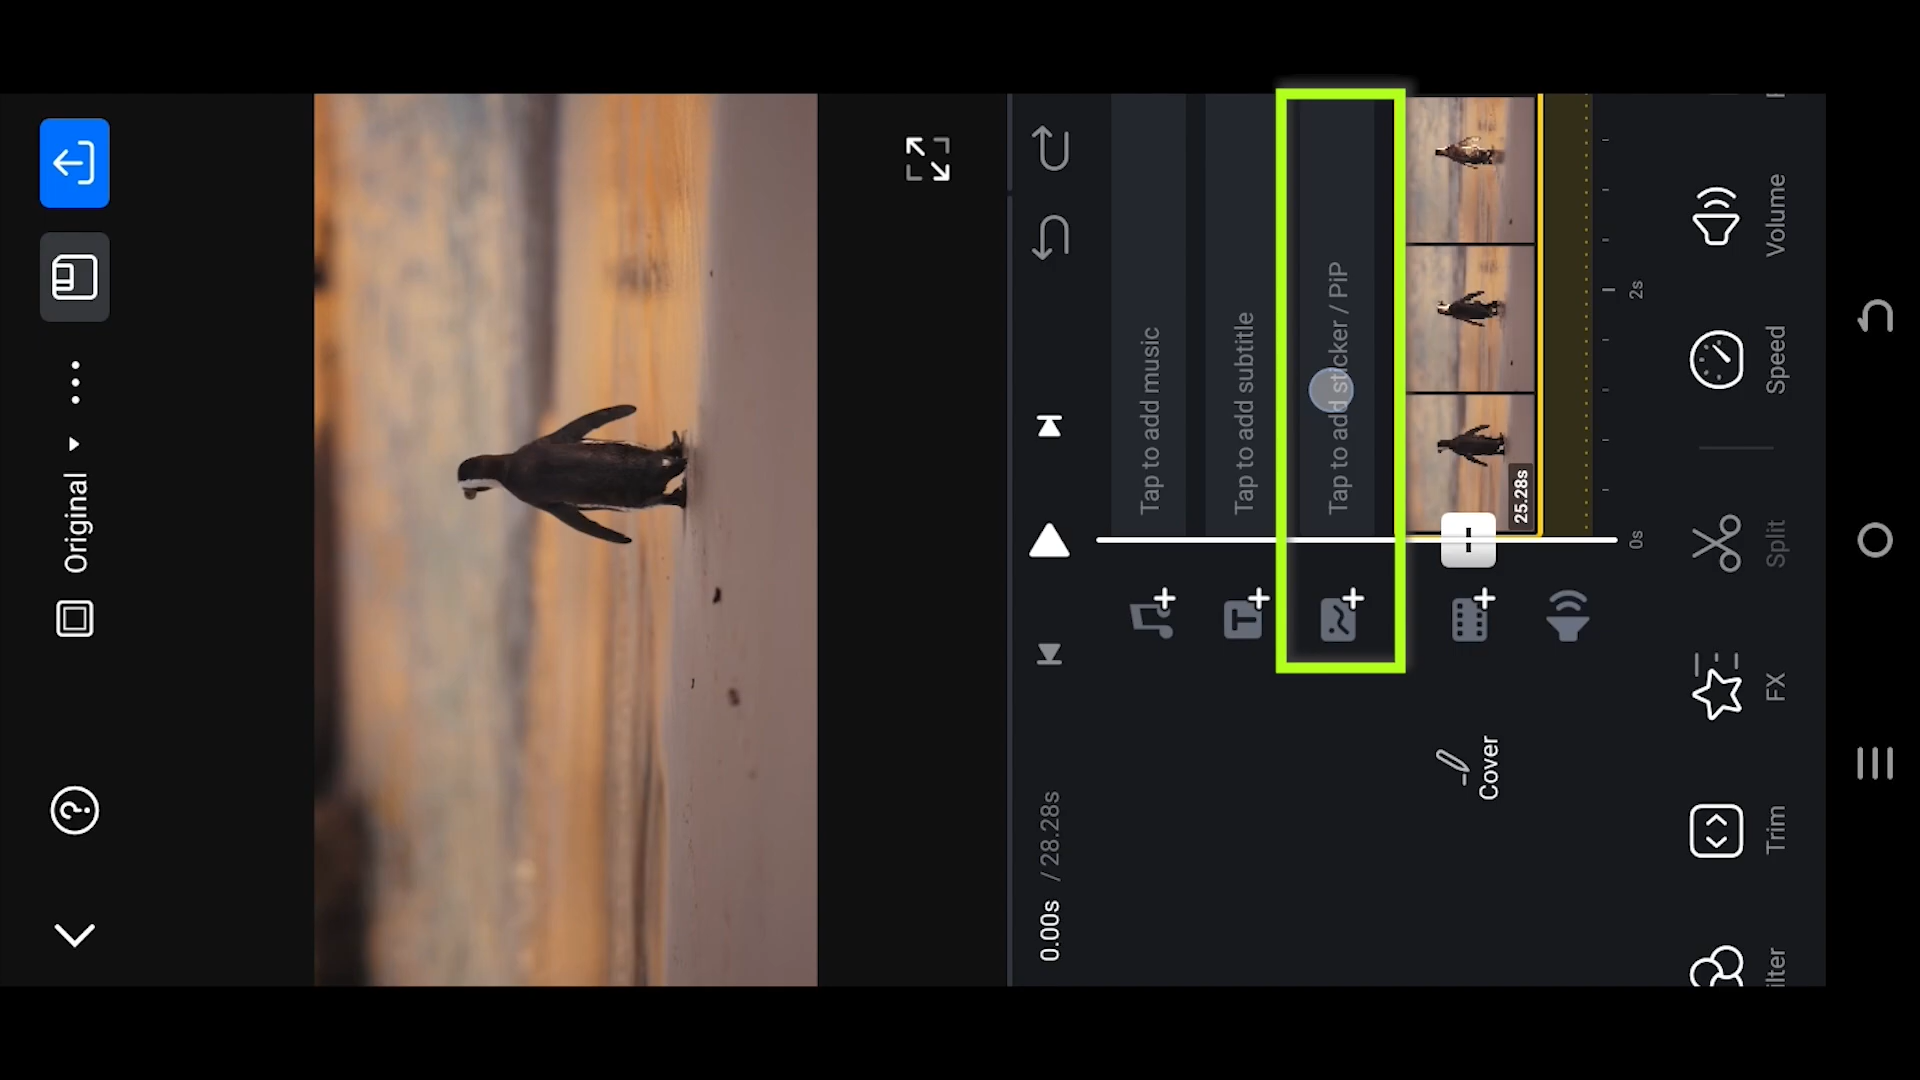 Original
0.00s / 28.28s
Tap to add music
Tap to add subtitle
Tap to add sticker / PiP
Cover
25.28s
0s
2s
ilter
Trim
FX
Split
Speed
Volume